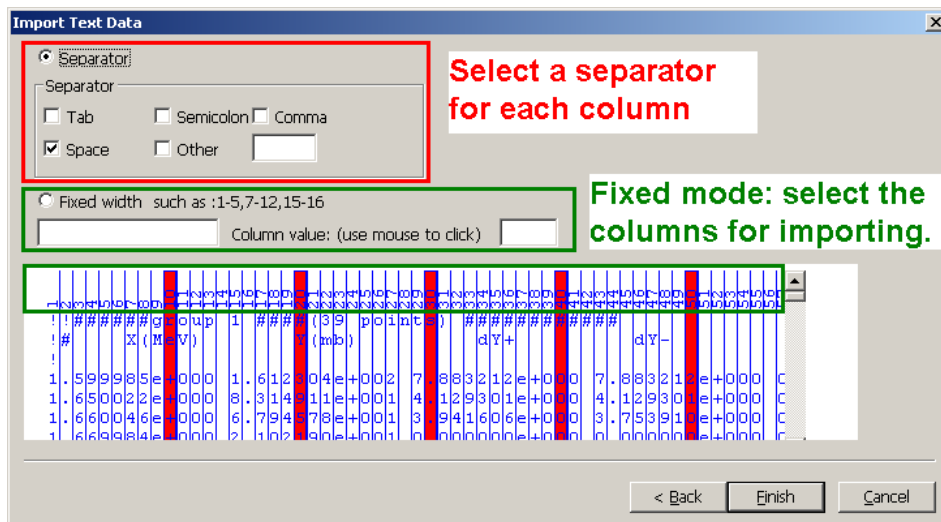 Import Text Data
Separator
Select a separator
for each column
Separator
Tab
Semicolon
Comma
Space
Other
Fixed width such as :1-5,7-12,15-16
Fixed mode: select the
columns for importing.
Column value: (use mouse to click)
!!######group 1 ####(39 points) ############
!# X(MeV) Y(mb) dY+ dY-
!
1.599985e+000 1.612304e+002 7.883212e+000 7.883212e+000 0
1.650022e+000 8.314911e+001 4.129301e+000 4.129301e+000 0
1.660046e+000 6.794578e+001 3.941606e+000 3.753910e+000 0
< Back
Finish
Cancel